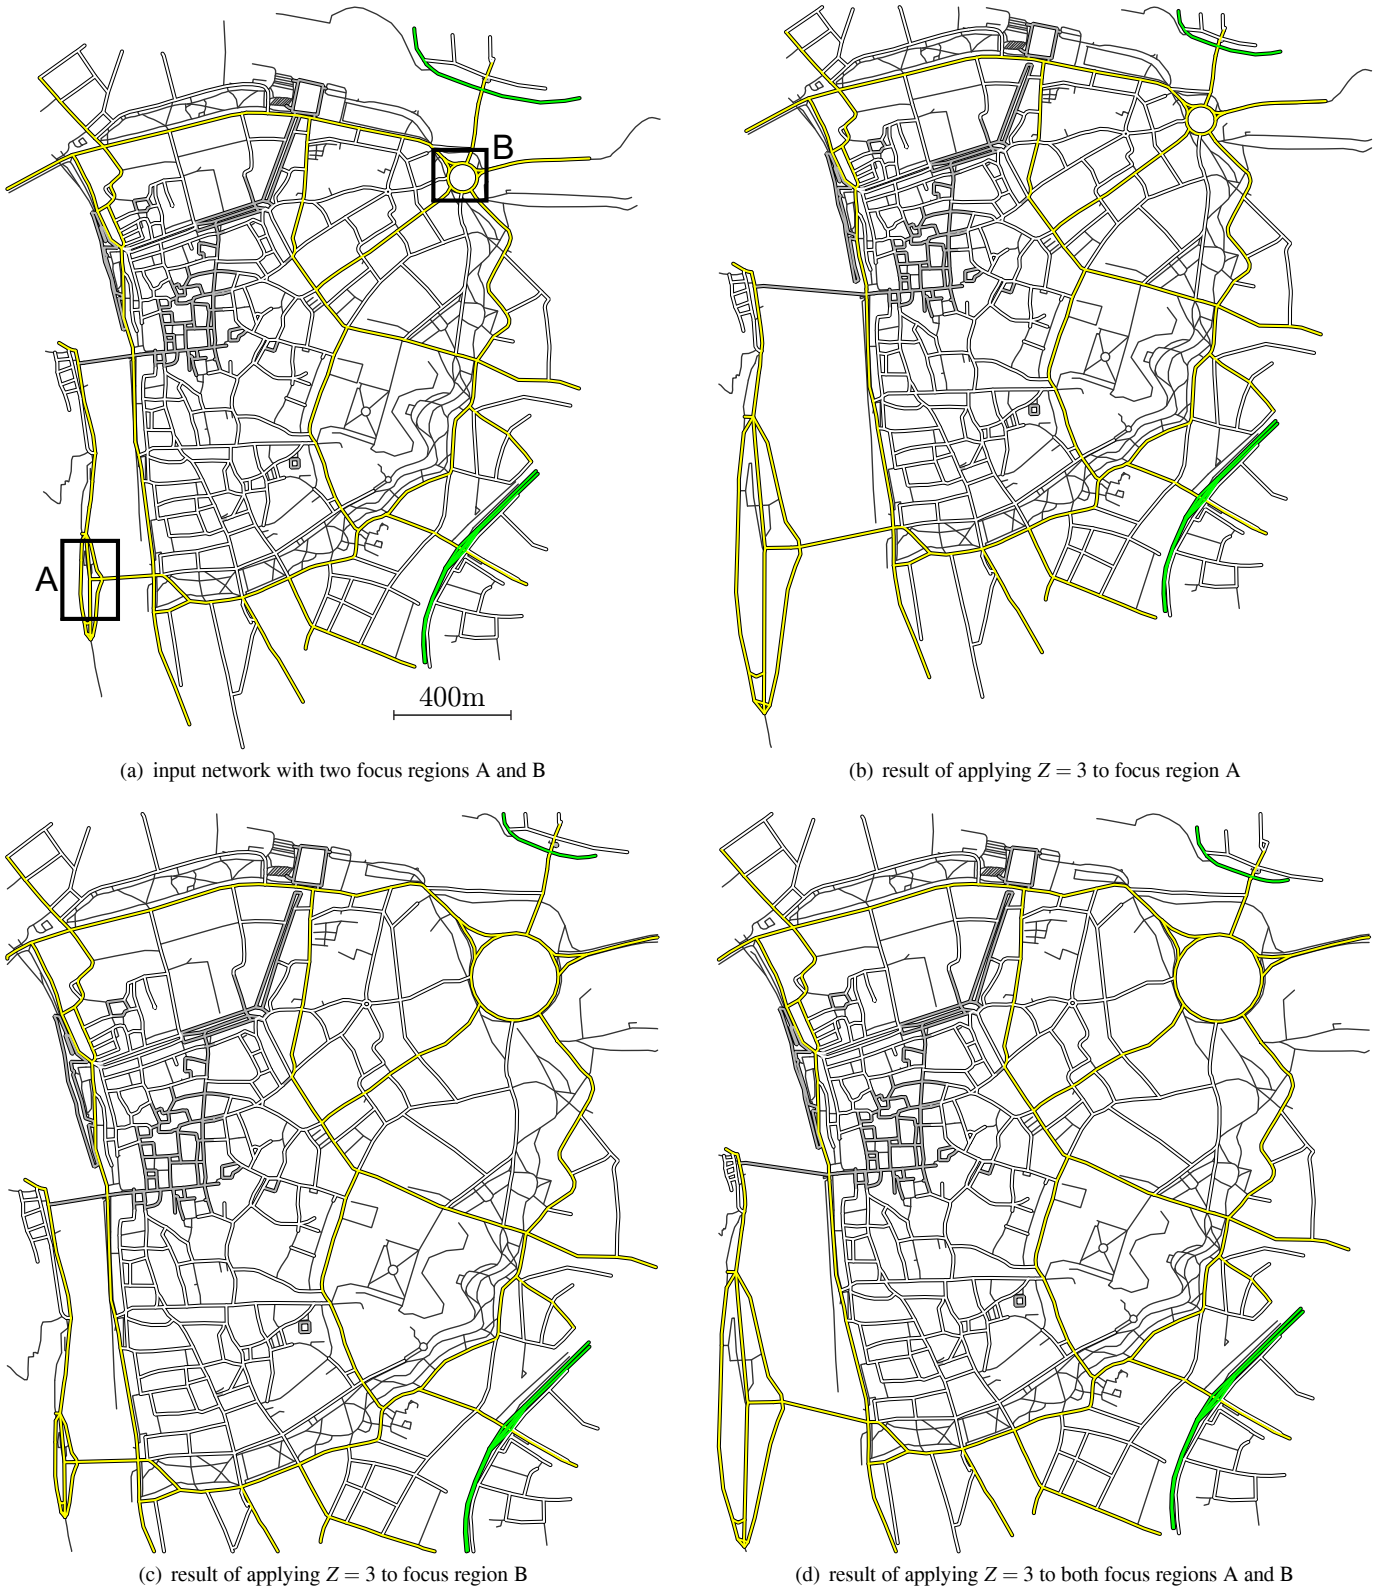 B
A
400m
(a) input network with two focus regions A and B
(b) result of applying Z = 3 to focus region A
(c) result of applying Z = 3 to focus region B
(d) result of applying Z = 3 to both focus regions A and B